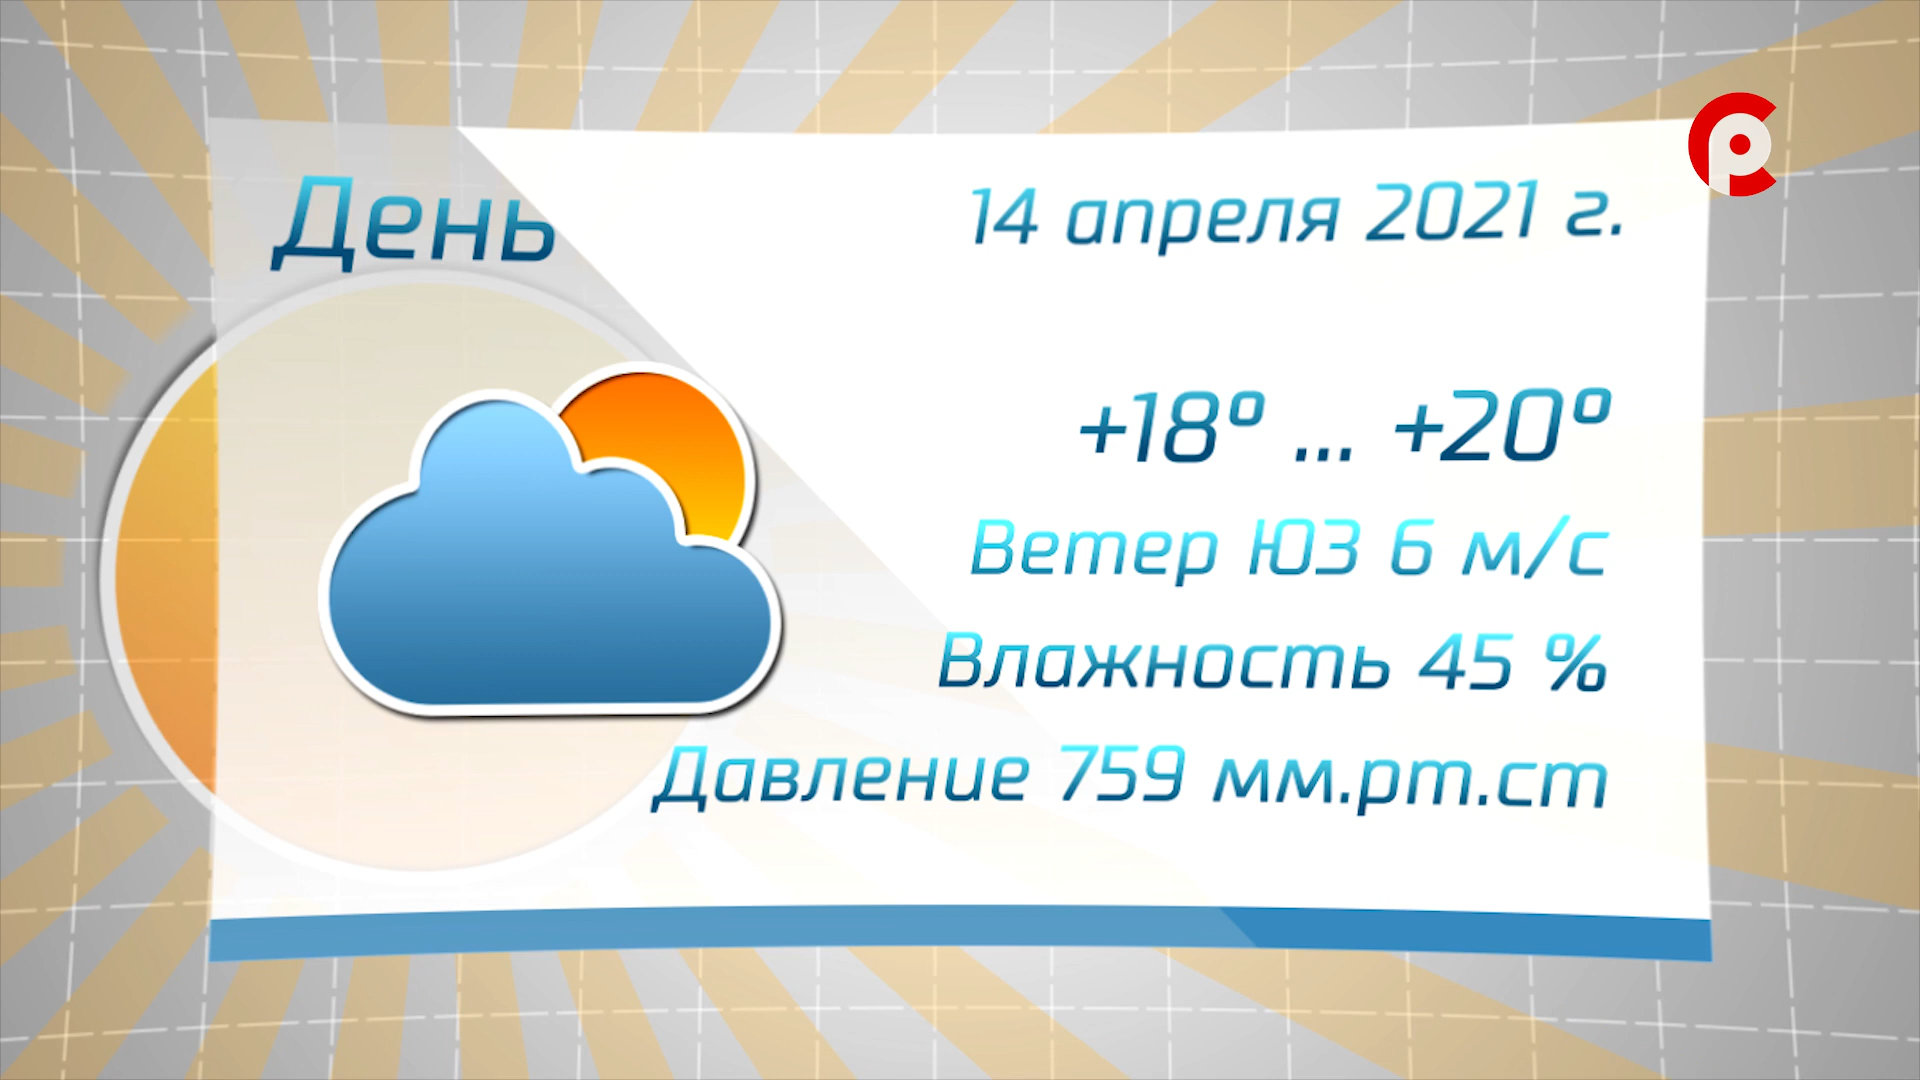 День
14 апреля 2021 г.
+18° ... +20°
Ветер ЮЗ 6 м/с
Влажность 45 %
Давление 759 мм.рт.ст